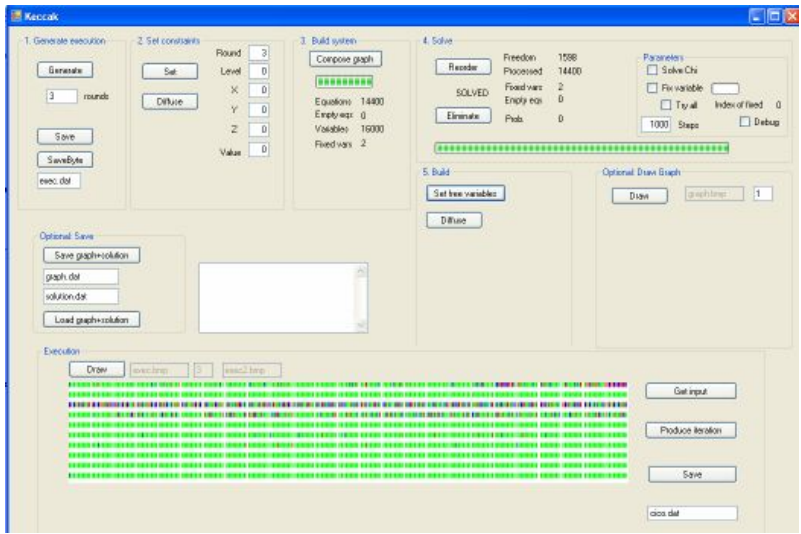 Keccak
1. Generate execution
Generate
3 rounds
Save
SaveByte
exec.dat
2. Set constraints
Round 3
Set
Level 0
X 0
Diffuse
Y 0
Z 0
Value 0
3. Build system
Compose graph
Equations 14400
Empty eqs 0
Variables 16000
Fixed vars 2
4. Solve
Reorder
Freedom 1598
Processed 14400
SOLVED
Fixed vars 2
Empty eqs 0
Eliminate
Probs 0
Parameters
Solve Chi
Fix variable
Try all Index of fixed 0
1000 Steps Debug
5. Build
Set free variables
Diffuse
Optional Draw Graph
Draw graph.bmp 1
Optional Save
Save graph+solution
graph.dat
solution.dat
Load graph+solution
Execution
Draw exec.bmp 3 exec2.bmp
Get input
Produce iteration
Save
cico.dat